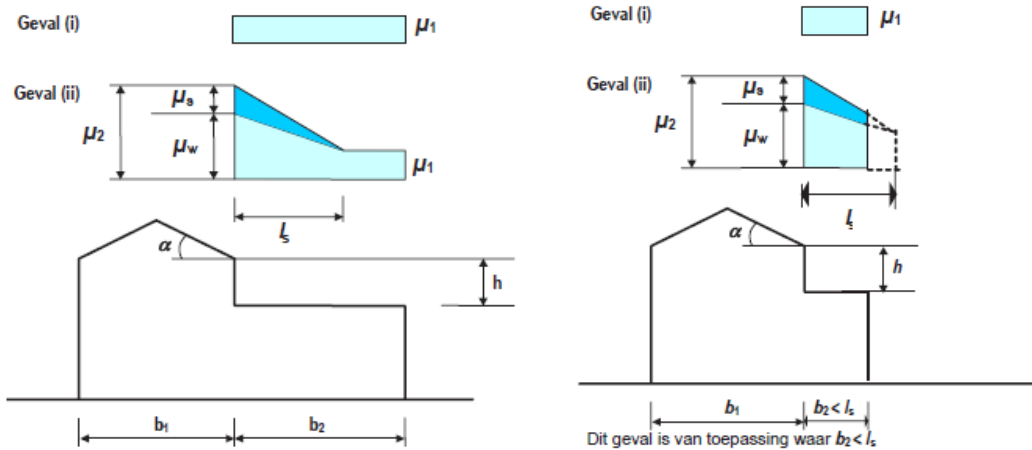 Geval (i)
μ1
Geval (ii)
μs
μ2
μw
μ1
ls
α
h
b1
b2
Geval (i)
μ1
Geval (ii)
μs
μ2
μw
ls
α
h
b1
b2 < ls
Dit geval is van toepassing waar b2 < ls